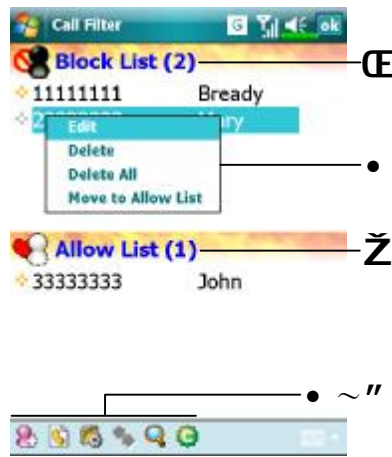 Call Filter G ok
Block List (2) Œ
11111111 Bready
Edit
Delete
•
Delete All
Move to Allow List
Allow List (1) Ž
33333333 John
• ~"